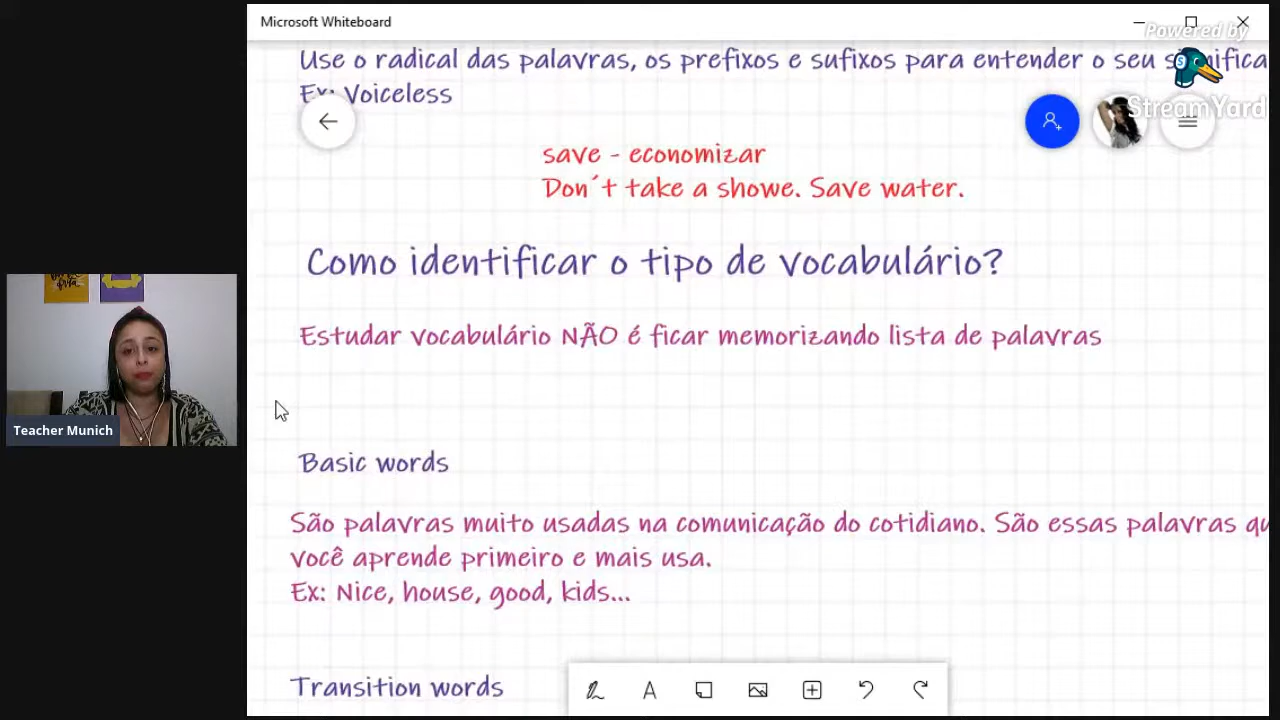 Microsoft Whiteboard
Powered by
StreamYard
Use o radical das palavras, os prefixos e sufixos para entender o seu
Ex: Voiceless
save - economizar
Don´t take a showe. Save water.
Como identificar o tipo de vocabulário?
Estudar vocabulário NÃO é ficar memorizando lista de palavras
Teacher Munich
Basic words
São palavras muito usadas na comunicação do cotidiano. São essas palavras qu
você aprende primeiro e mais usa.
Ex: Nice, house, good, kids...
Transition words